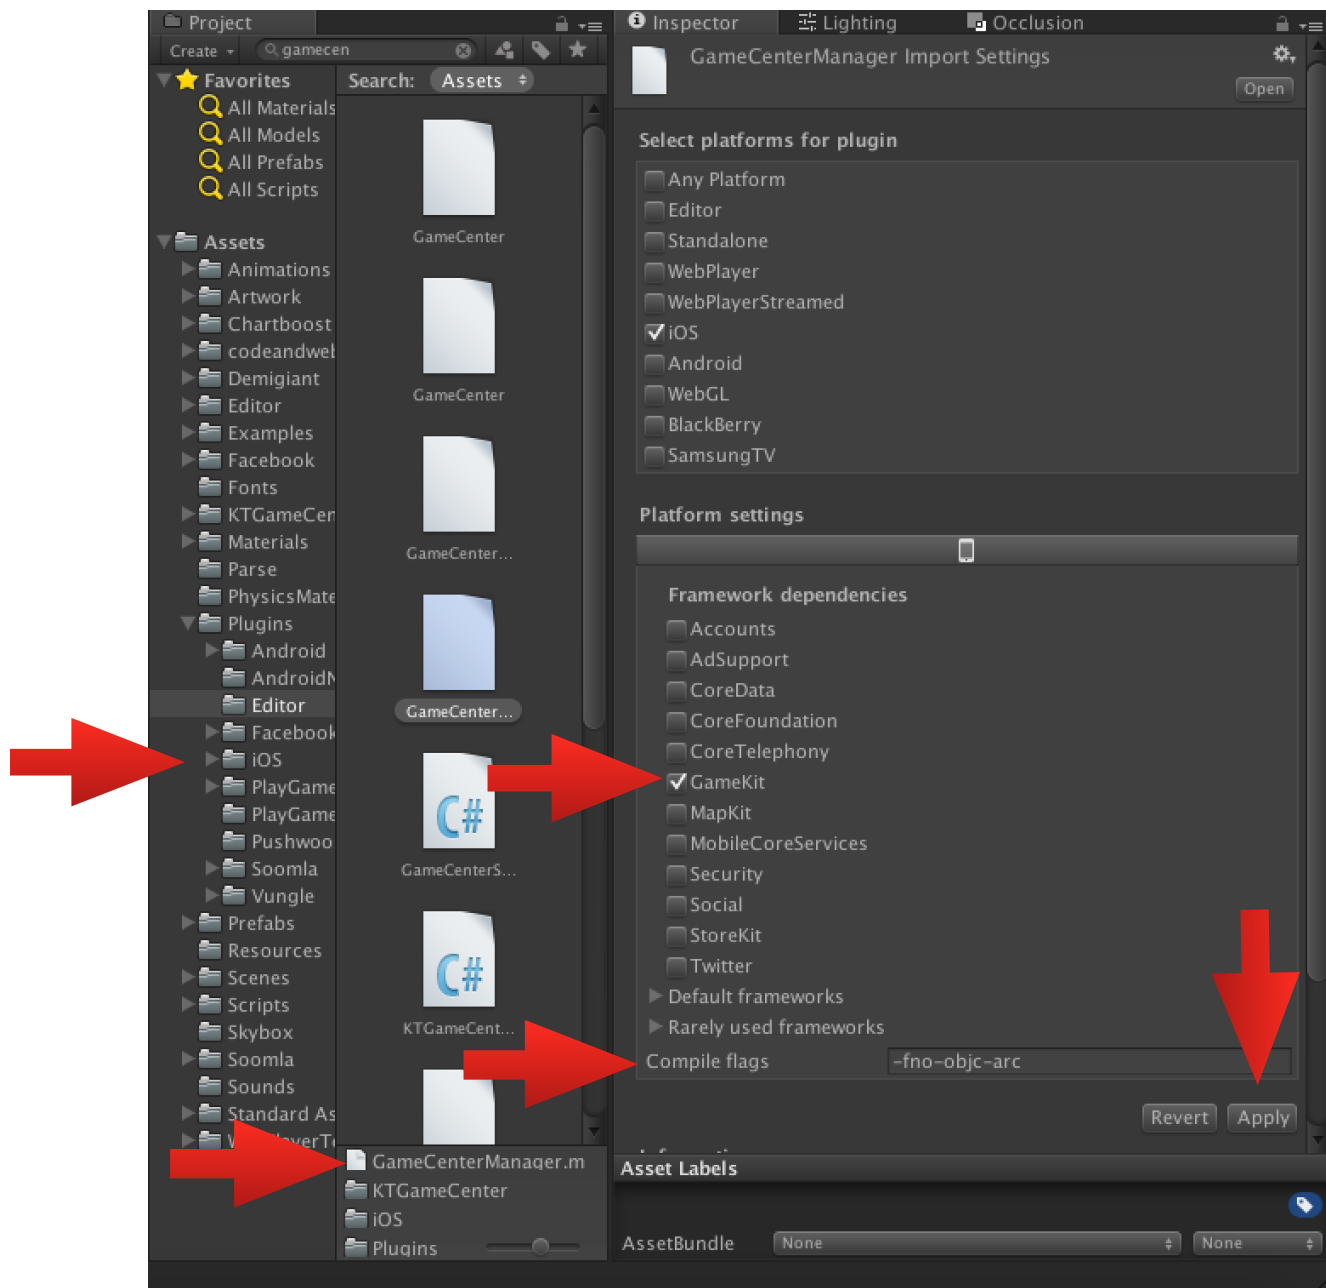 Project
Create
gamecen
Favorites
All Materials
All Models
All Prefabs
All Scripts
Assets
Animations
Artwork
Chartboost
codeandwel
Demigiant
Editor
Examples
Facebook
Fonts
KTGameCen
Materials
Parse
PhysicsMate
Plugins
Android
AndroidN
Editor
Facebook
iOS
PlayGame
PlayGame
Pushwoo
Soomla
Vungle
Prefabs
Resources
Scenes
Scripts
Skybox
Soomla
Sounds
Standard As
Search: Assets
GameCenter
GameCenter
GameCenter...
GameCenter...
C#
GameCenterS...
C#
KTGameCent...
GameCenterManager.m
KTGameCenter
iOS
Plugins
Inspector
Lighting
Occlusion
GameCenterManager Import Settings
Open
Select platforms for plugin
Any Platform
Editor
Standalone
WebPlayer
WebPlayerStreamed
iOS
Android
WebGL
BlackBerry
SamsungTV
Platform settings
Framework dependencies
Accounts
AdSupport
CoreData
CoreFoundation
CoreTelephony
GameKit
MapKit
MobileCoreServices
Security
Social
StoreKit
Twitter
Default frameworks
Rarely used frameworks
Compile flags -fno-objc-arc
Revert Apply
Asset Labels
AssetBundle None None